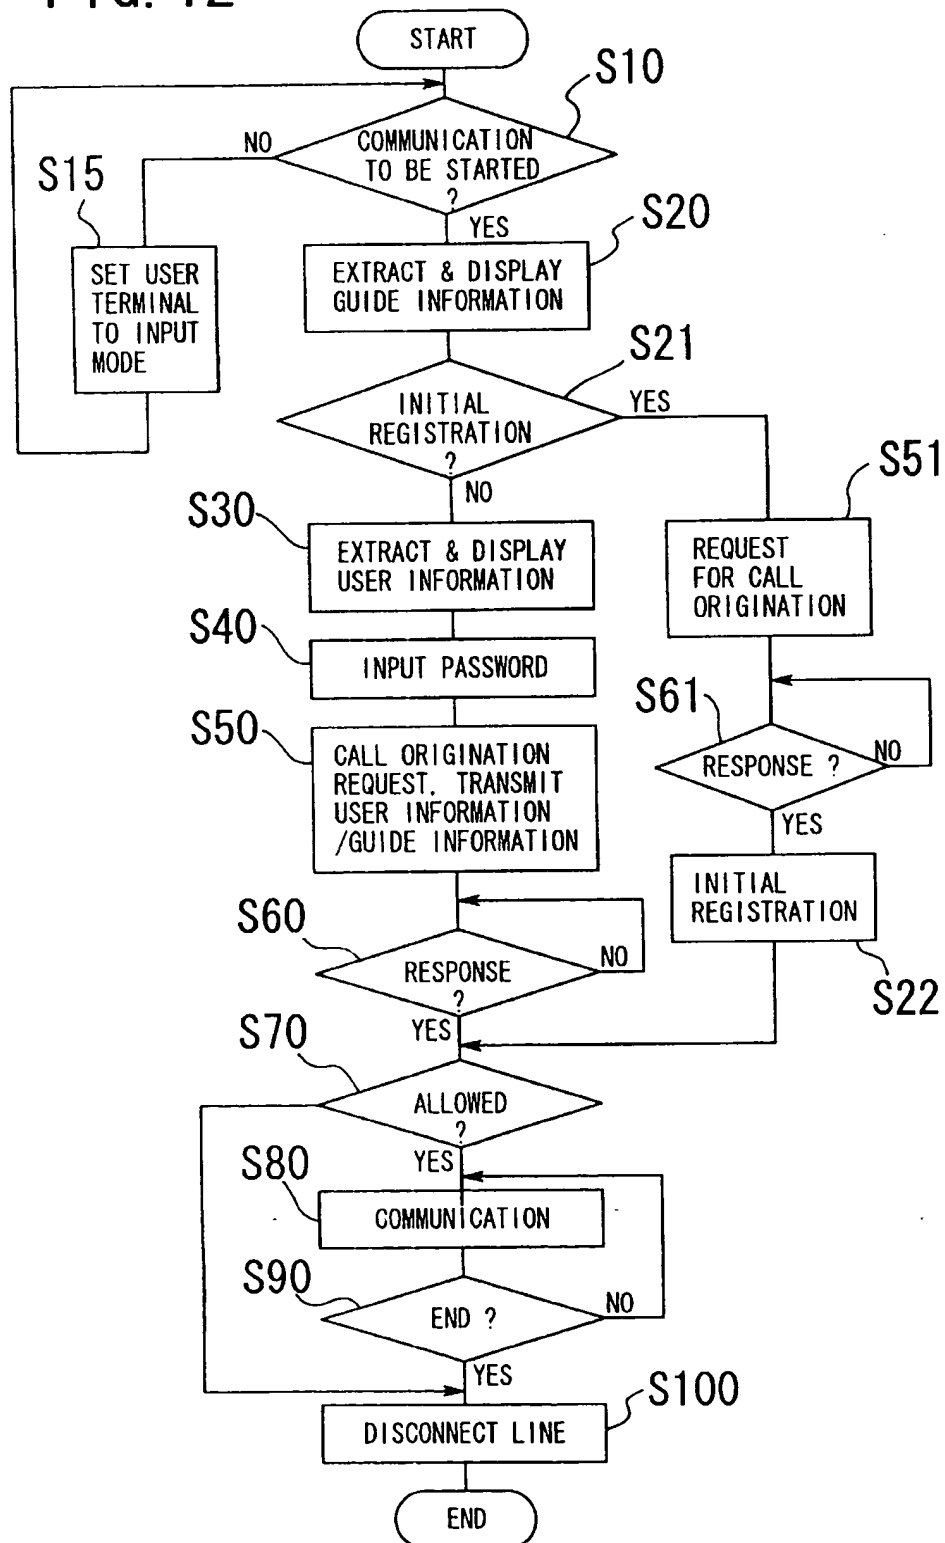 FIG. 12
START
S10
COMMUNICATION
TO BE STARTED
?
NO
YES
S15
SET USER
TERMINAL
TO INPUT
MODE
S20
EXTRACT & DISPLAY
GUIDE INFORMATION
S21
INITIAL
REGISTRATION
?
YES
NO
S30
EXTRACT & DISPLAY
USER INFORMATION
S51
REQUEST
FOR CALL
ORIGINATION
S40
INPUT PASSWORD
S50
CALL ORIGINATION
REQUEST, TRANSMIT
USER INFORMATION
/GUIDE INFORMATION
S61
RESPONSE ?
NO
YES
INITIAL
REGISTRATION
S22
S60
RESPONSE
?
NO
YES
S70
ALLOWED
?
YES
S80
COMMUNICATION
S90
END ?
NO
YES
S100
DISCONNECT LINE
END